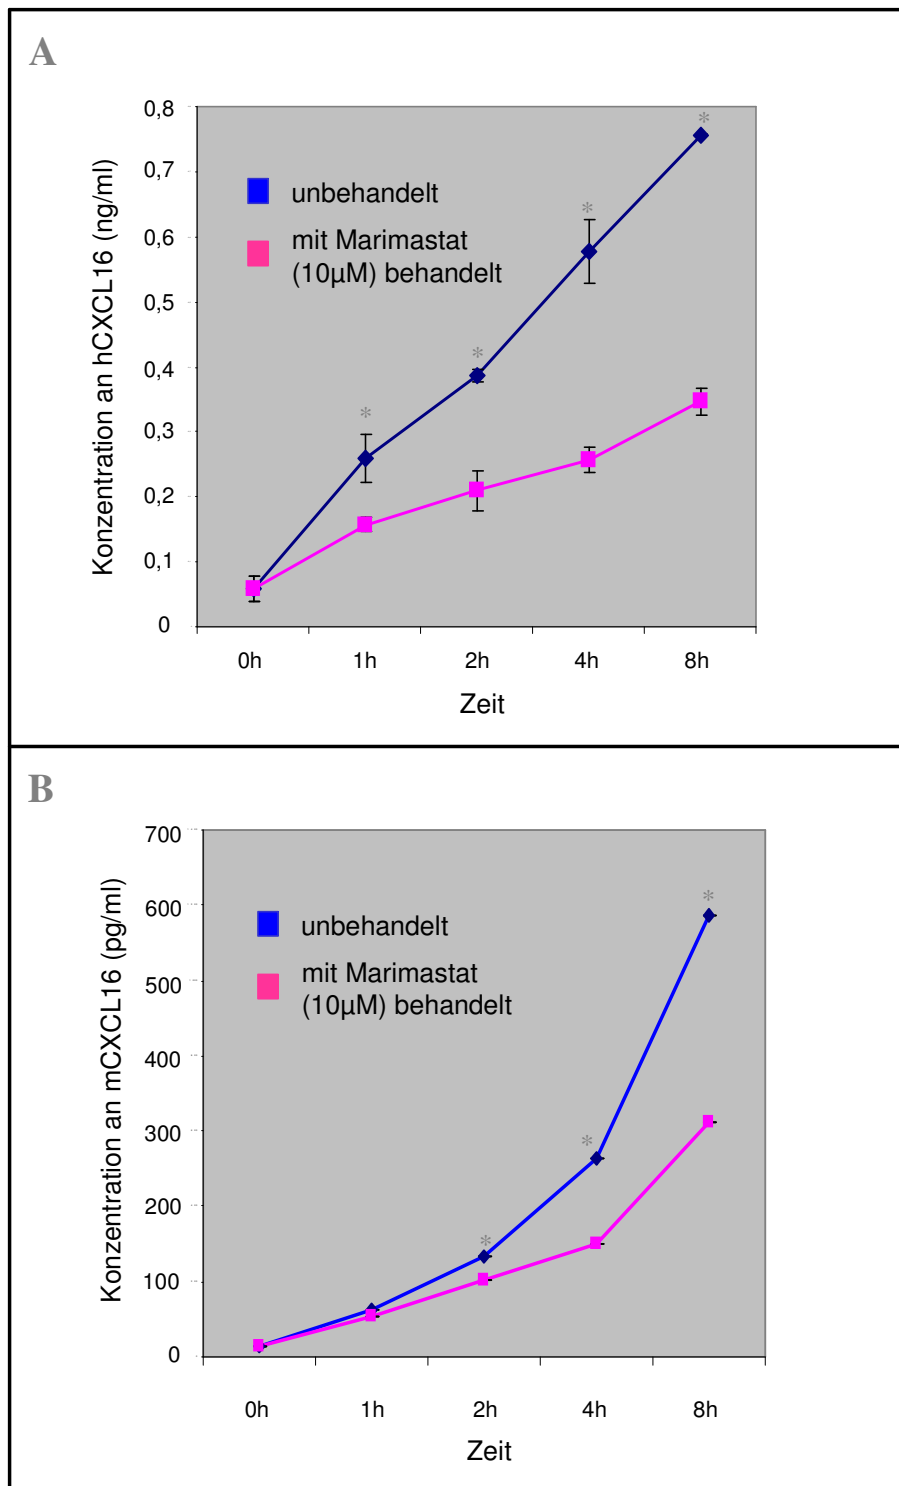 A
Konzentration an hCXCL16 (ng/ml)
0,8
0,7
0,6
0,5
0,4
0,3
0,2
0,1
0
unbehandelt
mit Marimastat
(10µM) behandelt
*
*
*
*
0h 1h 2h 4h 8h
Zeit
B
Konzentration an mCXCL16 (pg/ml)
700
600
500
400
300
200
100
0
unbehandelt
mit Marimastat
(10µM) behandelt
*
*
*
0h 1h 2h 4h 8h
Zeit